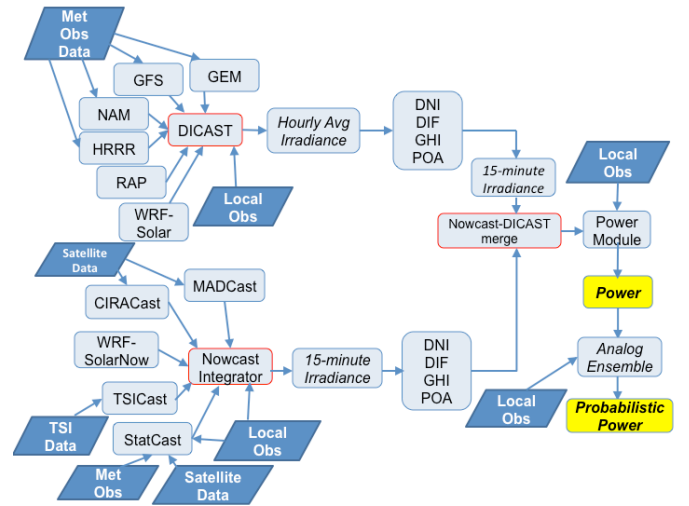 Met
Obs
Data
GFS
GEM
NAM
DICAST
HRRR
RAP
WRF-
Solar
Local
Obs
Hourly Avg
Irradiance
DNI
DIF
GHI
POA
15-minute
Irradiance
Local
Obs
Nowcast-DICAST
merge
Power
Module
Power
Analog
Ensemble
Local
Obs
Probabilistic
Power
Satellite
Data
MADCast
CIRACast
WRF-
SolarNow
Nowcast
Integrator
15-minute
Irradiance
DNI
DIF
GHI
POA
TSICast
TSI
Data
StatCast
Local
Obs
Met
Obs
Satellite
Data